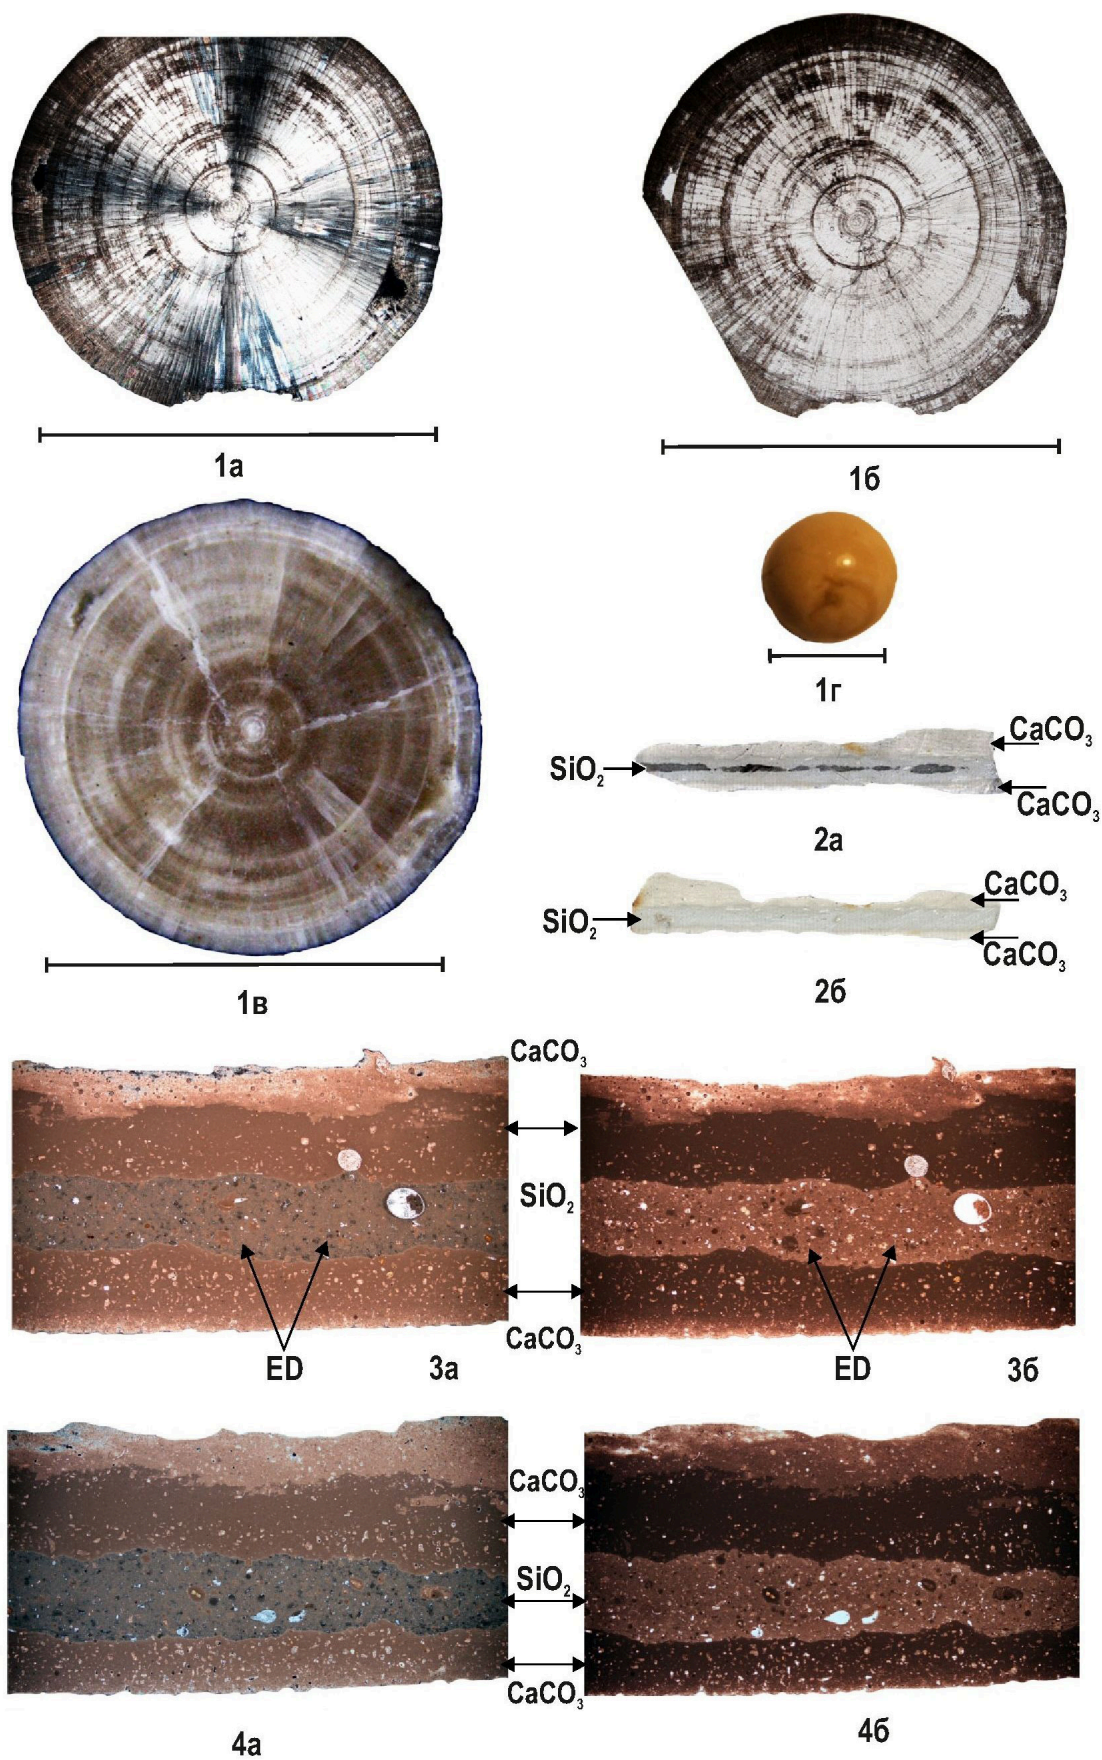 1а
1б
1в
1г
CaCO₃
SiO₂
CaCO₃
2а
CaCO₃
SiO₂
CaCO₃
2б
CaCO₃
SiO₂
CaCO₃
ED
3а
ED
3б
CaCO₃
SiO₂
CaCO₃
4а
4б